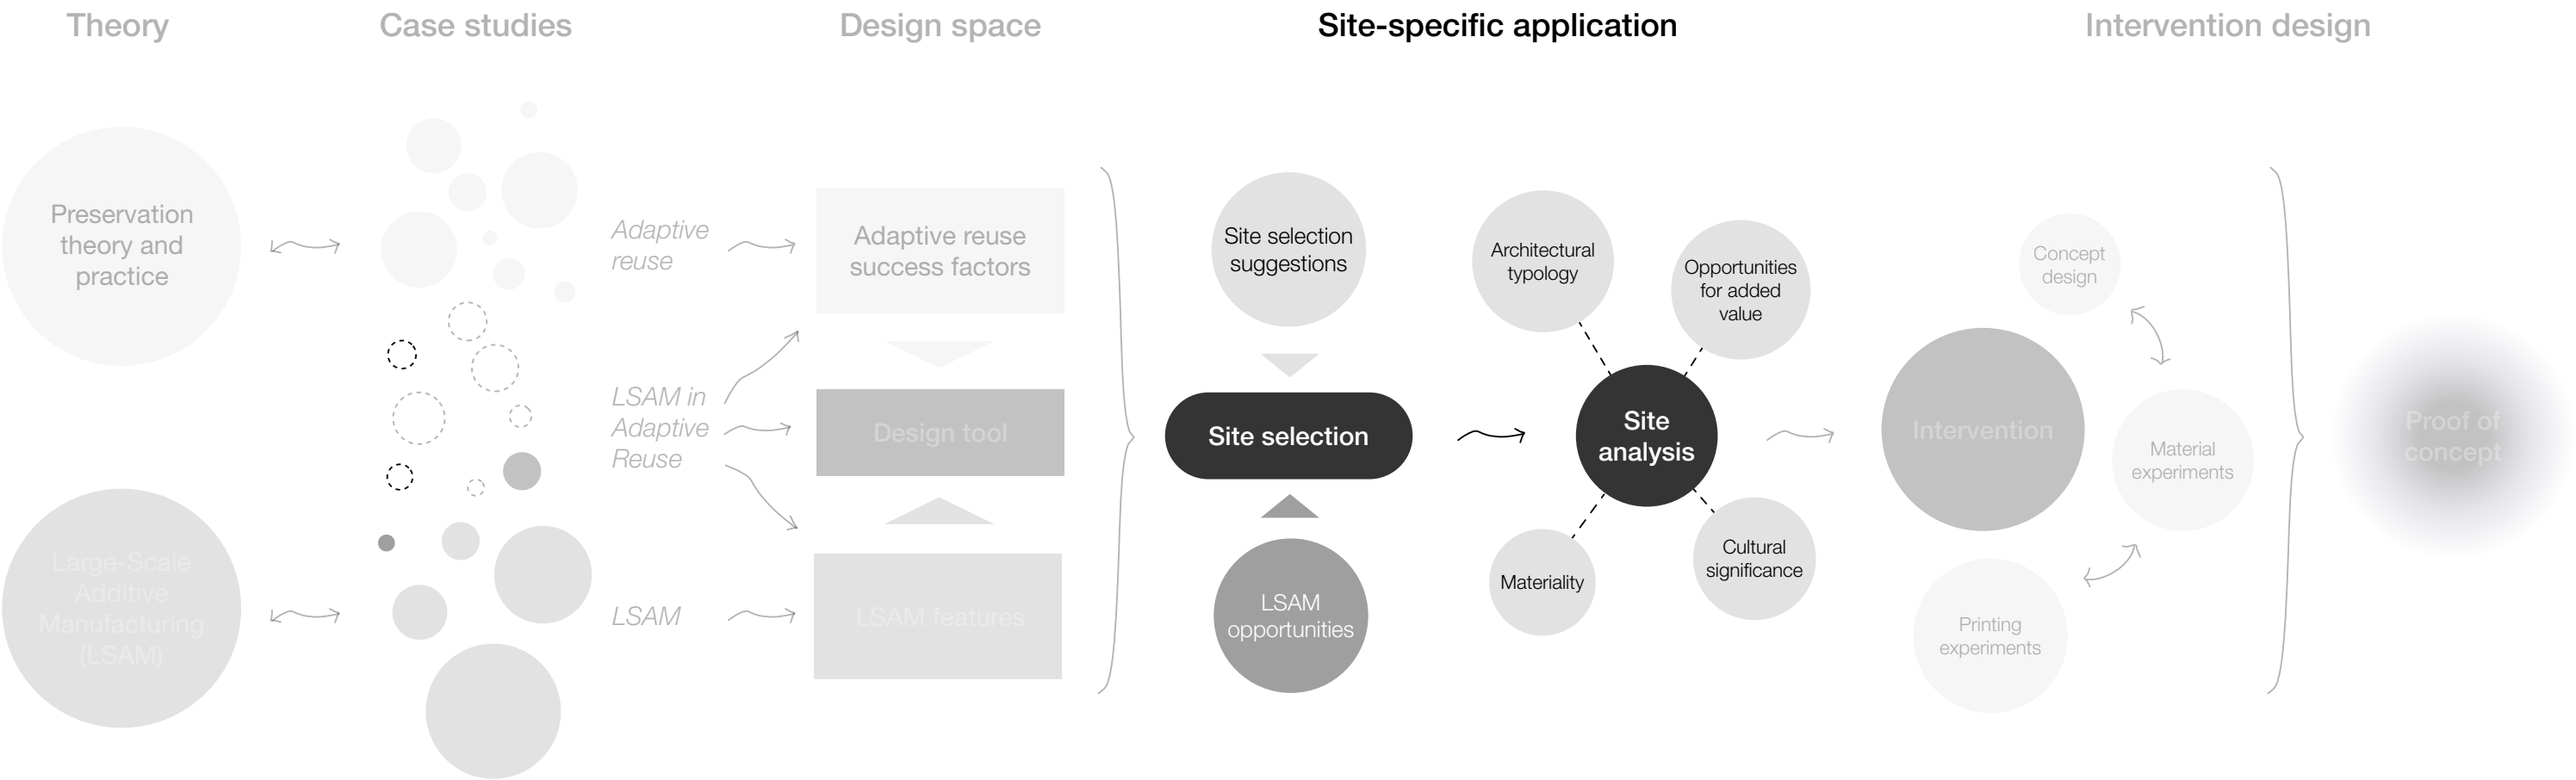 Theory
Case studies
Design space
Site-specific application
Intervention design
Preservation
theory and
practice
Large-Scale
Additive
Manufacturing
(LSAM)
Adaptive
reuse
LSAM in
Adaptive
Reuse
LSAM
Adaptive reuse
success factors
Design tool
LSAM features
Site selection
suggestions
Site selection
LSAM
opportunities
Architectural
typology
Opportunities
for added
value
Site
analysis
Materiality
Cultural
significance
Concept
design
Intervention
Material
experiments
Printing
experiments
Proof of
concept